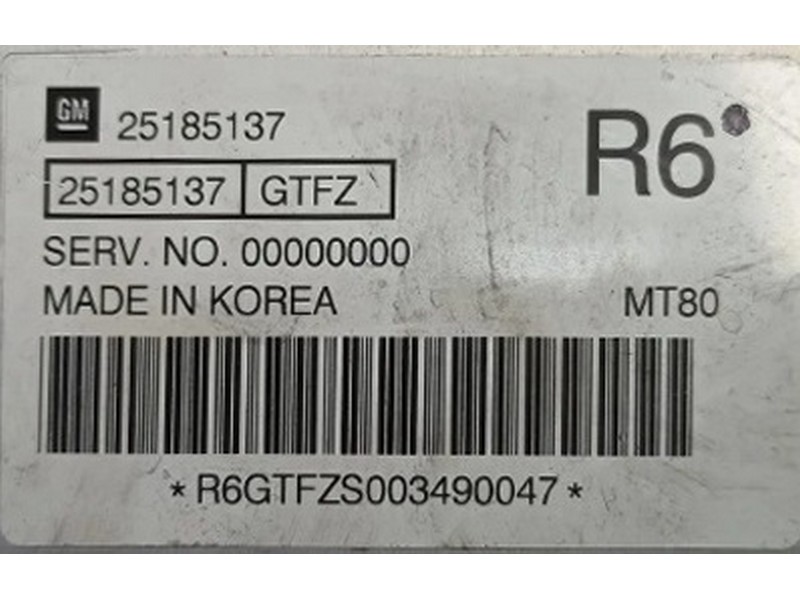 GM 25185137
R6
25185137 GTFZ
SERV. NO. 00000000
MADE IN KOREA
MT80
*R6GTFZS003490047*